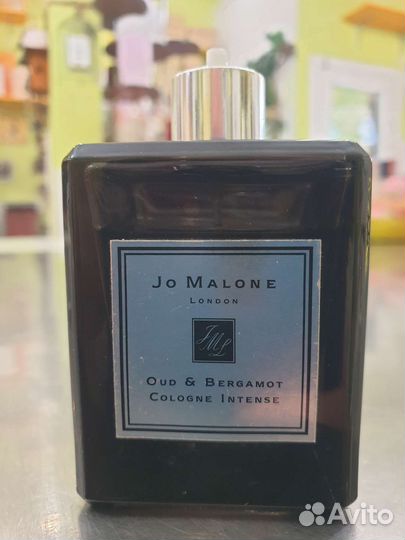 JO MALONE
LONDON
JML
OUD & BERGAMOT
COLOGNE INTENSE
Avito